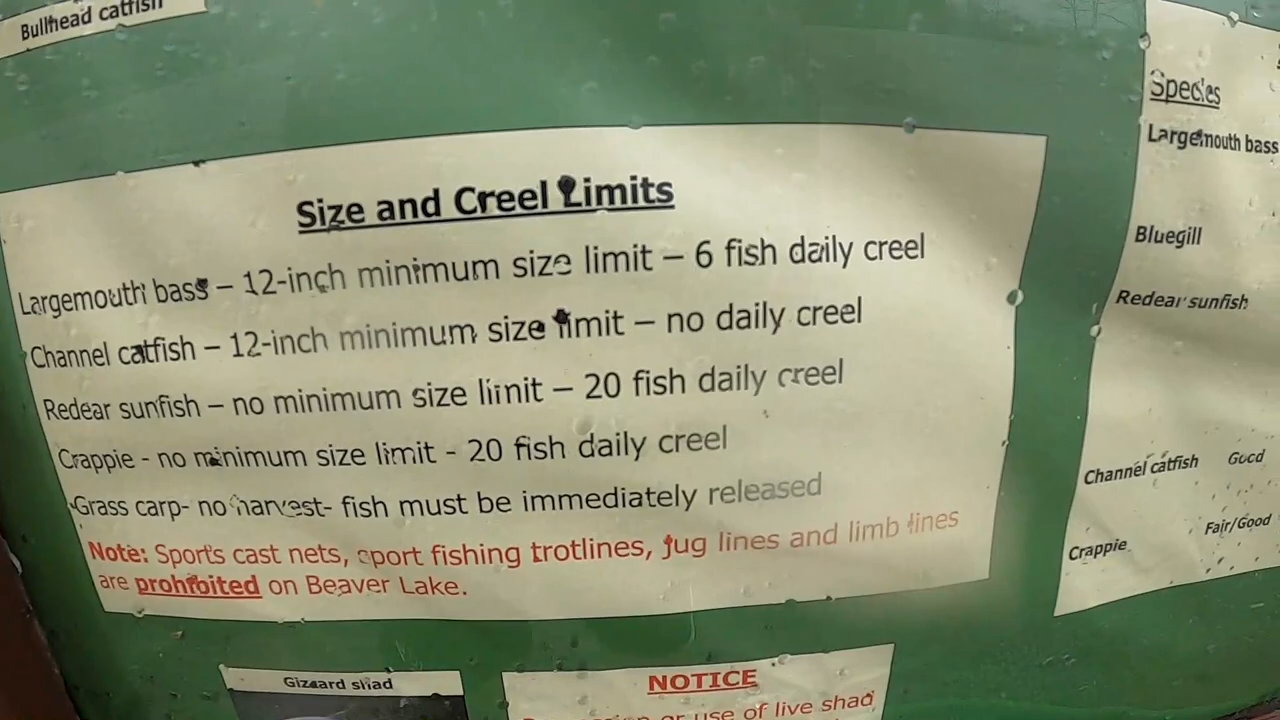 Bullhead catfish
Size and Creel Limits
Largemouth bass – 12-inch minimum size limit – 6 fish daily creel
Channel catfish – 12-inch minimum size limit – no daily creel
Redear sunfish – no minimum size limit – 20 fish daily creel
Crappie - no minimum size limit - 20 fish daily creel
Grass carp- no harvest- fish must be immediately released
Note: Sport's cast nets, sport fishing trotlines, jug lines and limb lines
are prohibited on Beaver Lake.
Species
Largemouth bass
Bluegill
Redear sunfish
Channel catfish Good
Crappie Fair/Good
Gizzard shad
NOTICE
or use of live shad